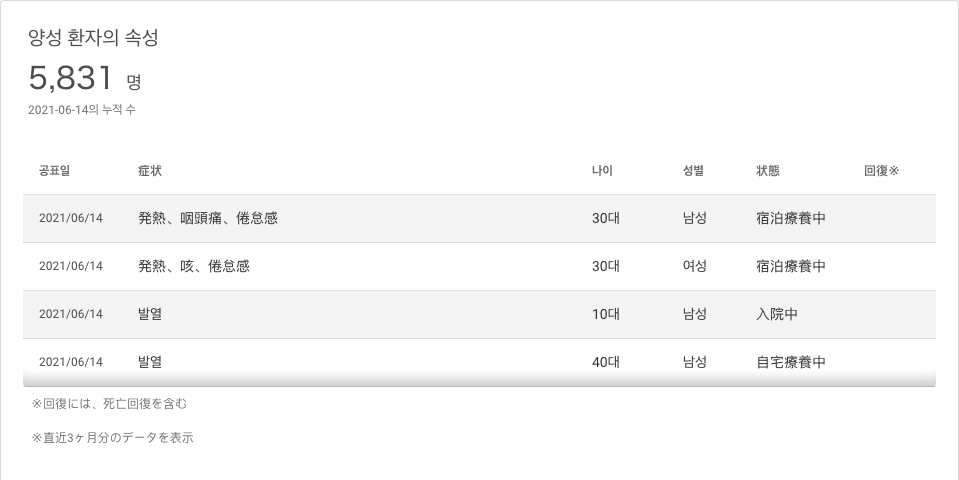 양성 환자의 속성
5,831 명
2021-06-14의 누적 수
공표일 症状 나이 성별 状態 回復※
2021/06/14 発熱、咽頭痛、倦怠感 30대 남성 宿泊療養中
2021/06/14 発熱、咳、倦怠感 30대 여성 宿泊療養中
2021/06/14 발열 10대 남성 入院中
2021/06/14 발열 40대 남성 自宅療養中
※回復には、死亡回復を含む
※直近3ヶ月分のデータを表示